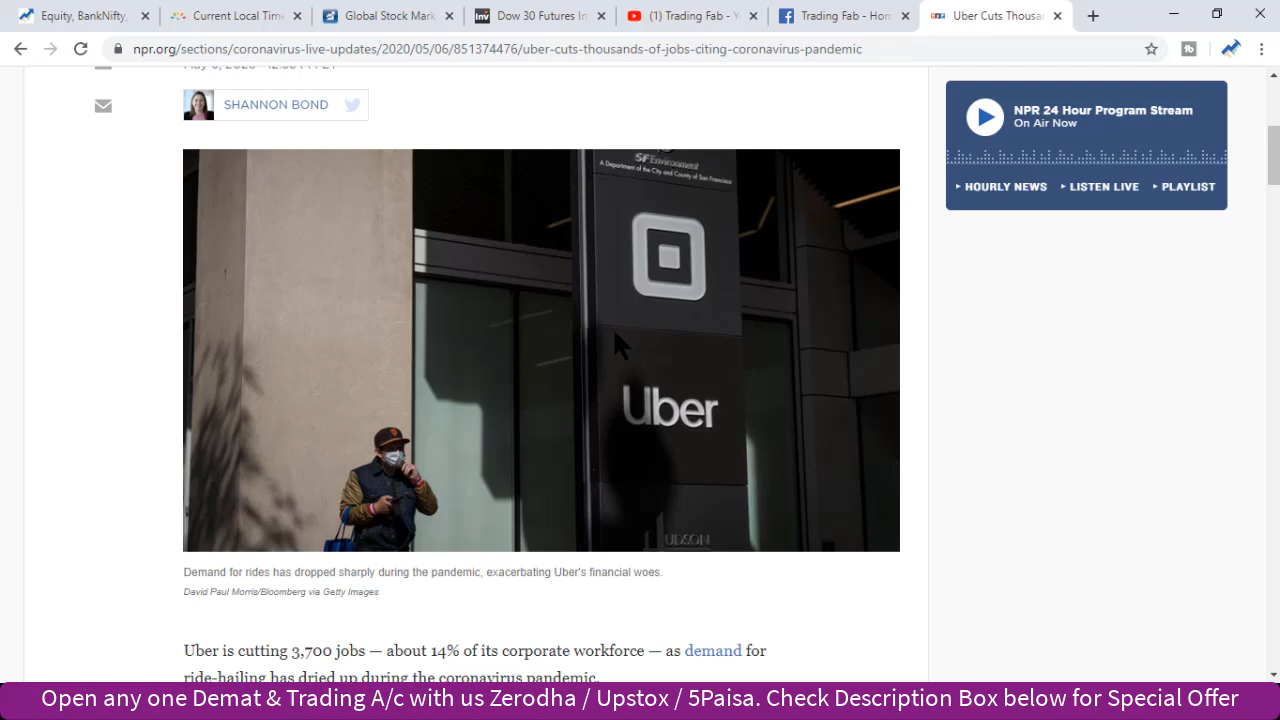 Equity, BankNifty,
Current Local Time
Global Stock Mark
Dow 30 Futures In
(1) Trading Fab - Y
Trading Fab - Hom
Uber Cuts Thousan
npr.org/sections/coronavirus-live-updates/2020/05/06/851374476/uber-cuts-thousands-of-jobs-citing-coronavirus-pandemic
SHANNON BOND
NPR 24 Hour Program Stream
On Air Now
HOURLY NEWS
LISTEN LIVE
PLAYLIST
SF Environment
A Department of the City and County of San Francisco
Uber
HUDSON
Demand for rides has dropped sharply during the pandemic, exacerbating Uber's financial woes.
David Paul Morris/Bloomberg via Getty Images
Uber is cutting 3,700 jobs — about 14% of its corporate workforce — as demand for
ride-hailing has dried up during the coronavirus pandemic.
Open any one Demat & Trading A/c with us Zerodha / Upstox / 5Paisa. Check Description Box below for Special Offer